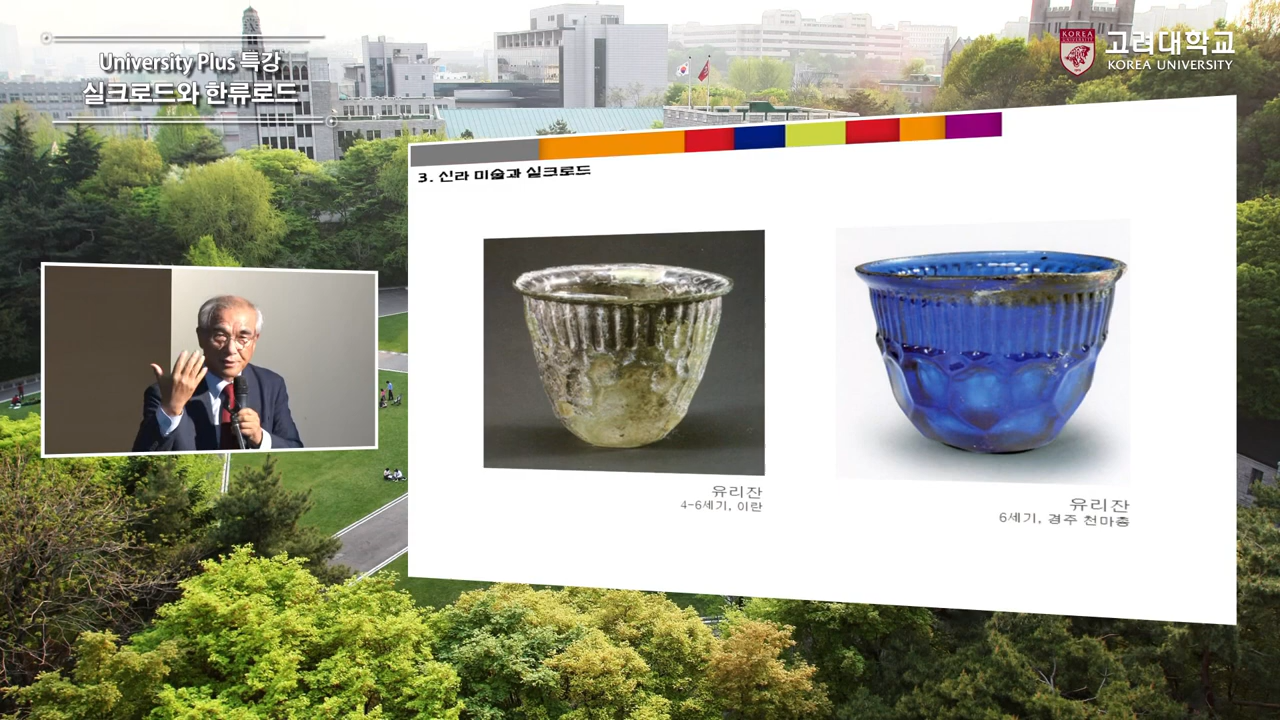 University Plus 특강
실크로드와 한류로드
KOREA
UNIVERSITY
고려대학교
KOREA UNIVERSITY
3. 신라 미술과 실크로드
유리잔
4-6세기, 이란
유리잔
6세기, 경주 천마총